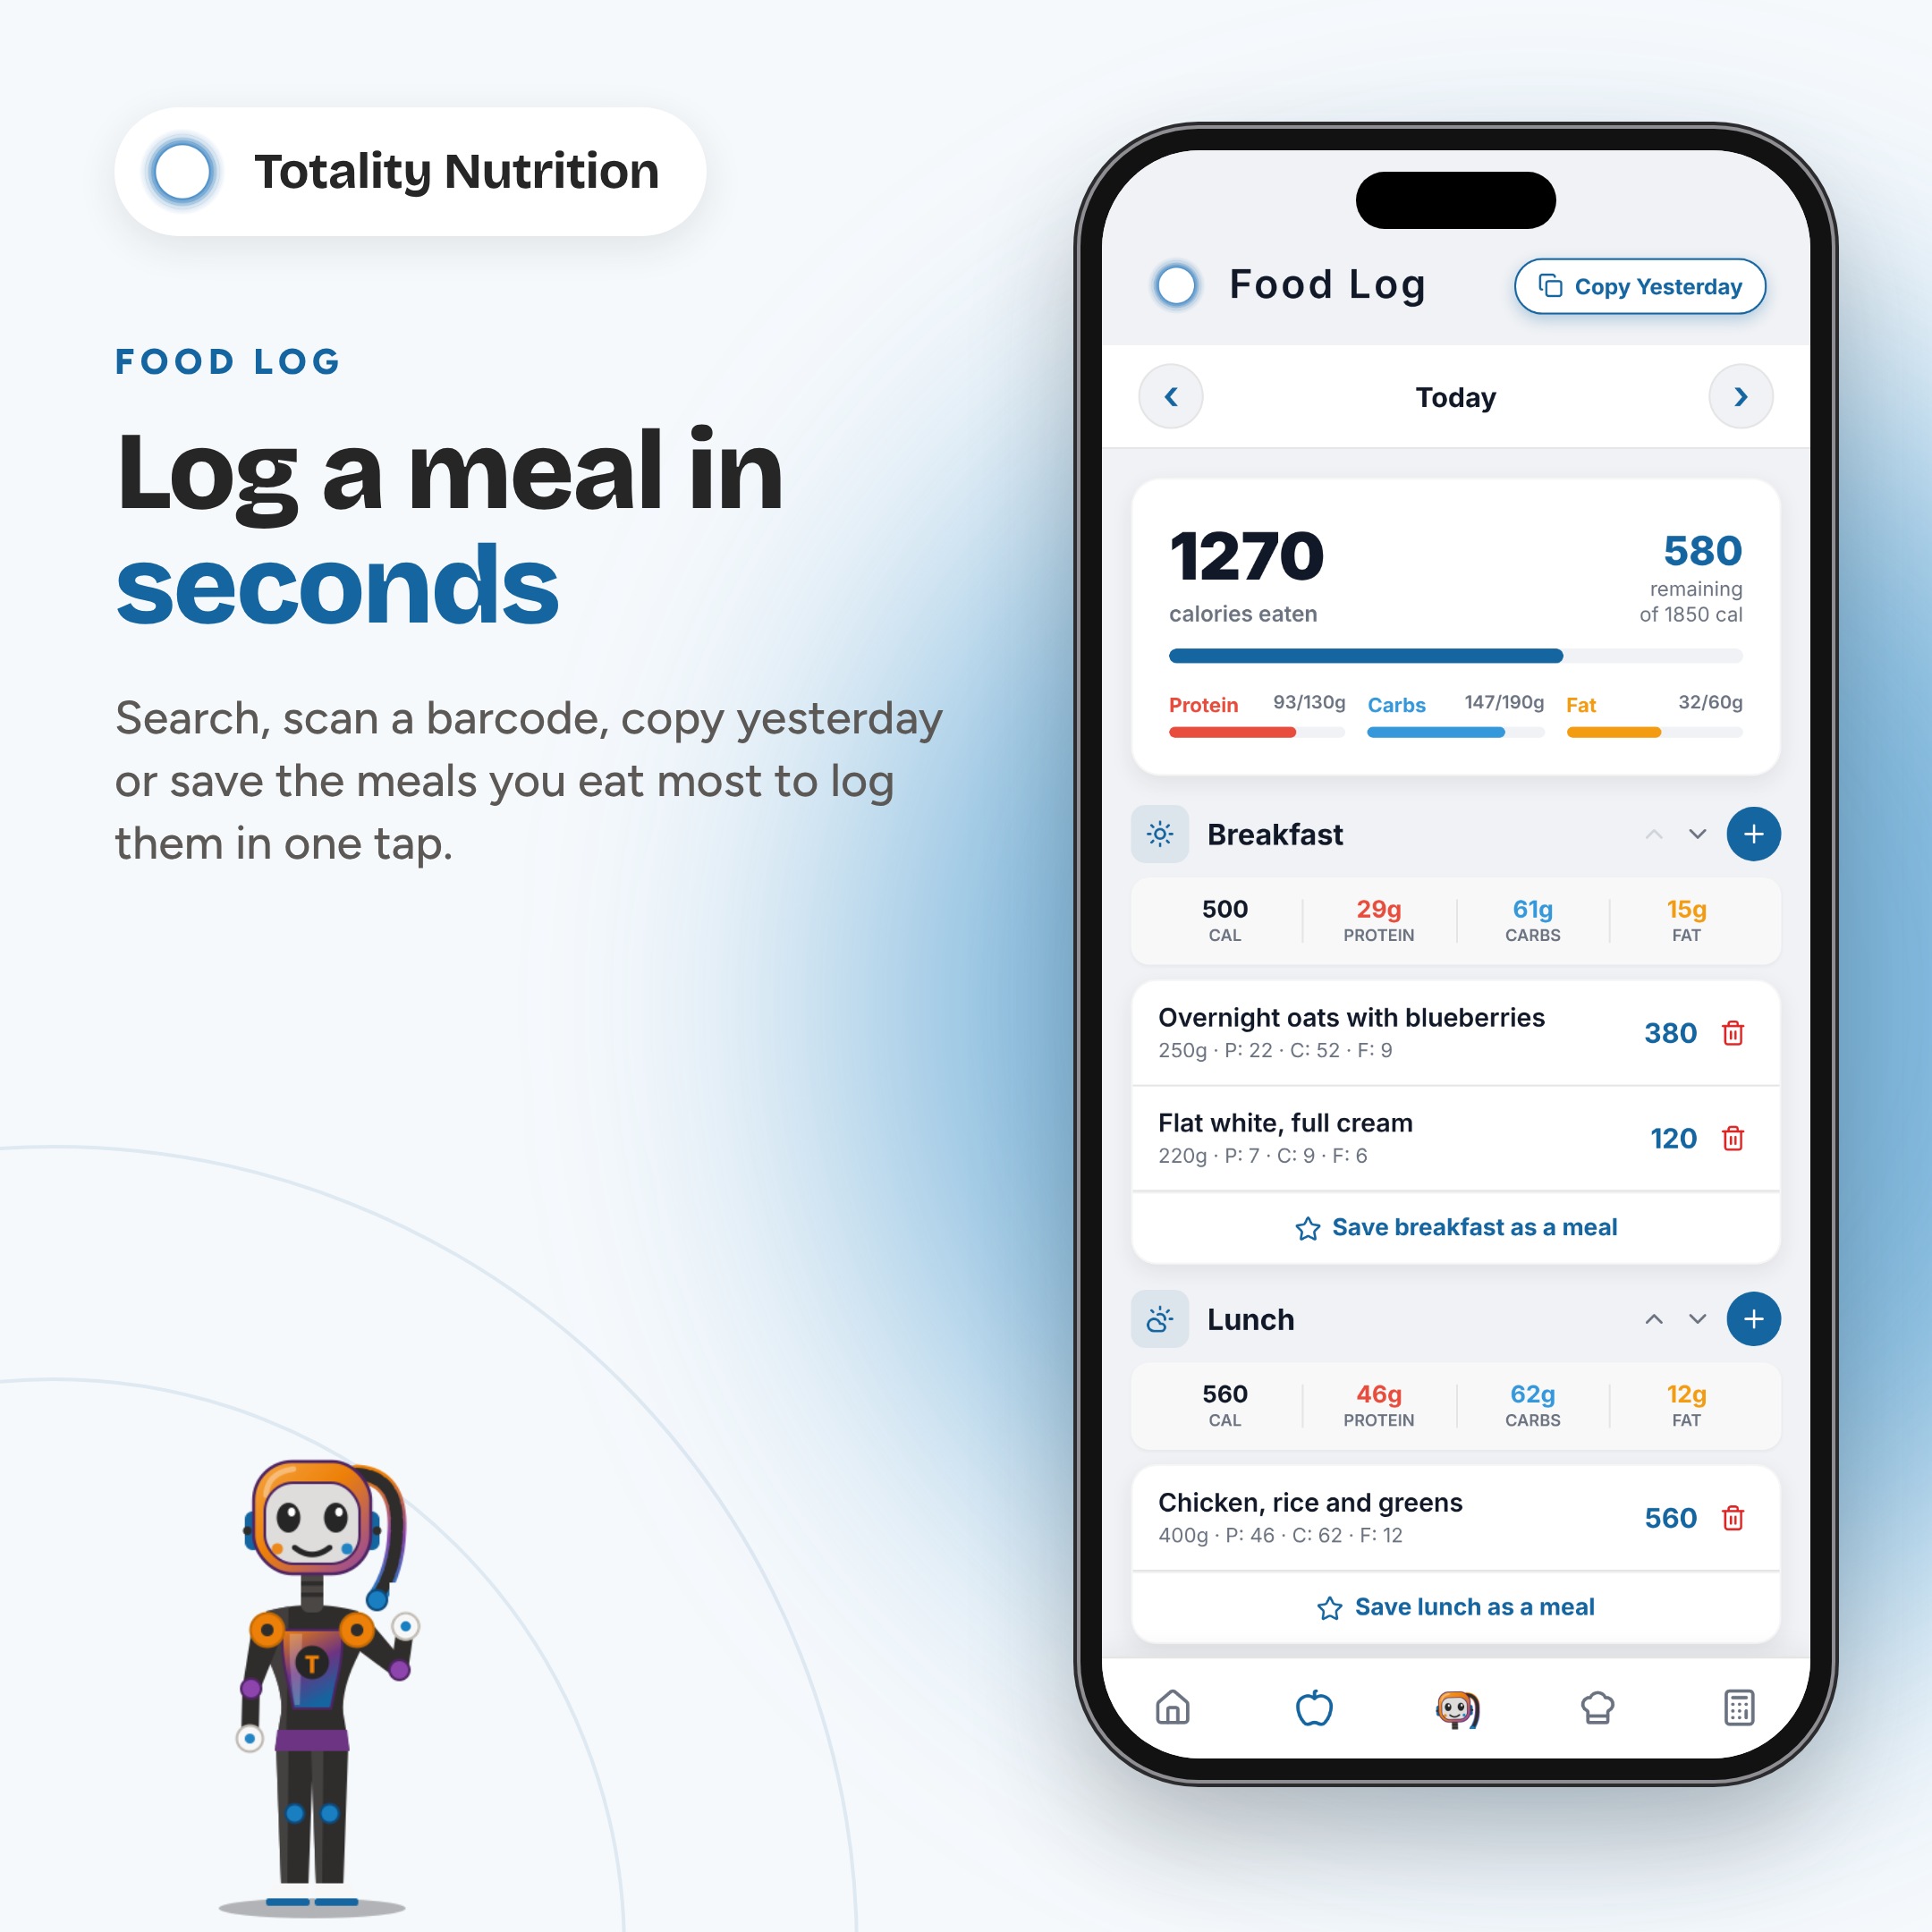 Totality Nutrition
FOOD LOG
Log a meal in
seconds
Search, scan a barcode, copy yesterday
or save the meals you eat most to log
them in one tap.
T
Food Log
Copy Yesterday
Today
1270
calories eaten
580
remaining
of 1850 cal
Protein 93/130g
Carbs 147/190g
Fat 32/60g
Breakfast
500 29g 61g 15g
CAL PROTEIN CARBS FAT
Overnight oats with blueberries
250g · P: 22 · C: 52 · F: 9
380
Flat white, full cream
220g · P: 7 · C: 9 · F: 6
120
Save breakfast as a meal
Lunch
560 46g 62g 12g
CAL PROTEIN CARBS FAT
Chicken, rice and greens
400g · P: 46 · C: 62 · F: 12
560
Save lunch as a meal